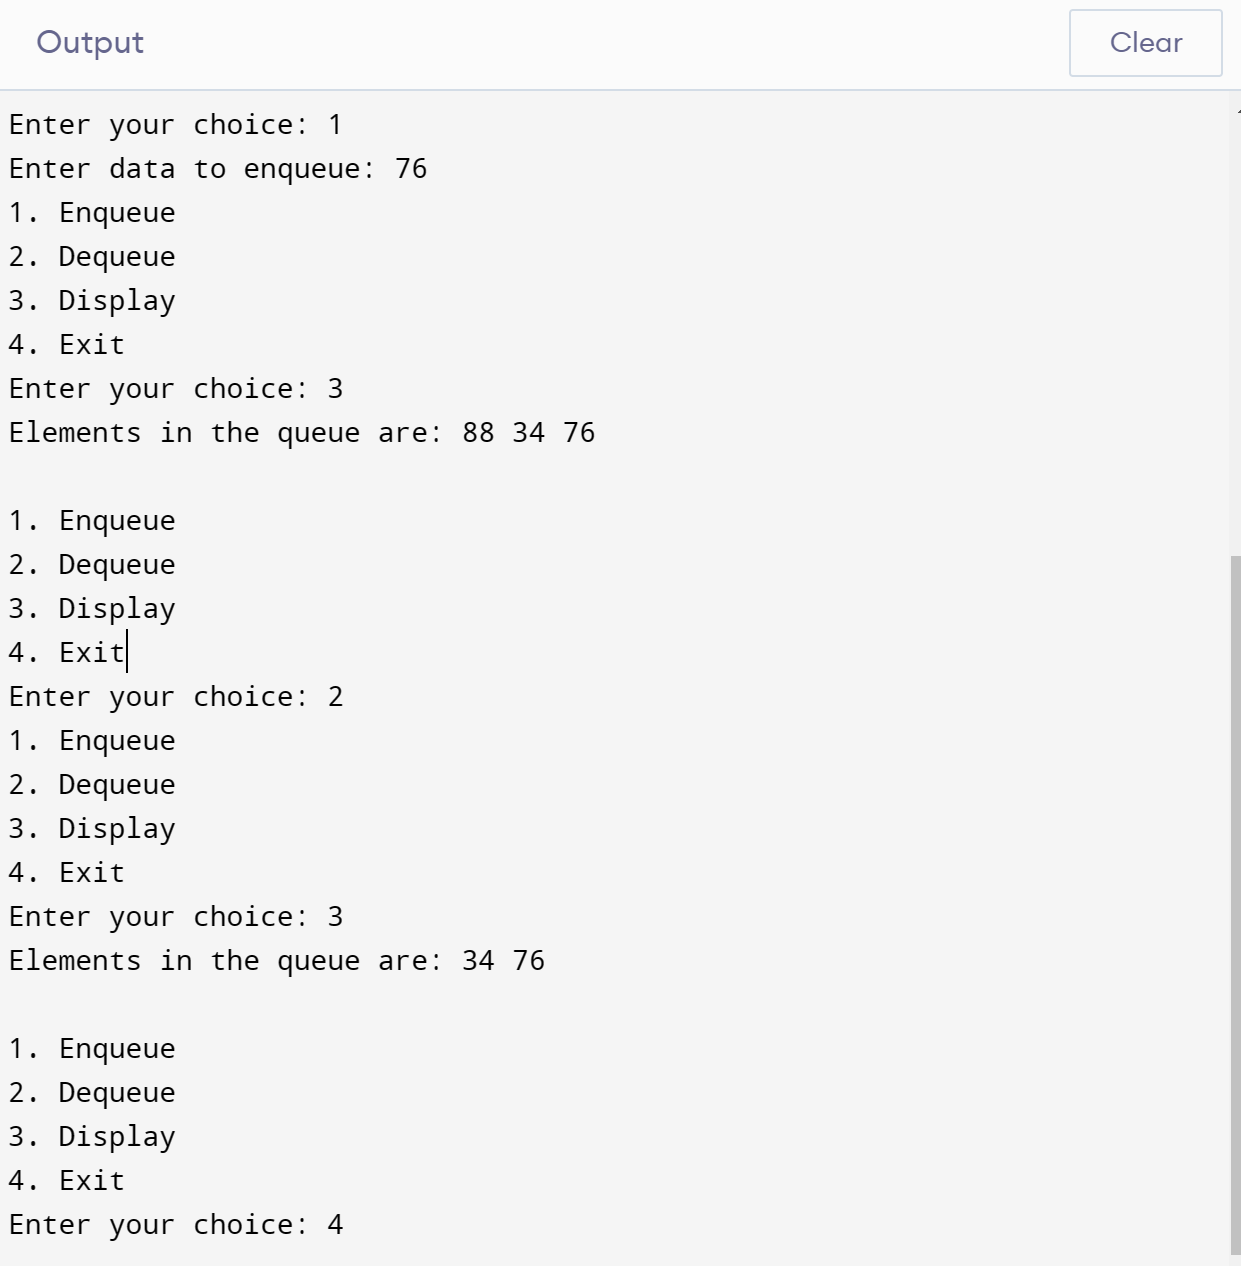 Output
Clear
Enter your choice: 1
Enter data to enqueue: 76
1. Enqueue
2. Dequeue
3. Display
4. Exit
Enter your choice: 3
Elements in the queue are: 88 34 76
1. Enqueue
2. Dequeue
3. Display
4. Exit
Enter your choice: 2
1. Enqueue
2. Dequeue
3. Display
4. Exit
Enter your choice: 3
Elements in the queue are: 34 76
1. Enqueue
2. Dequeue
3. Display
4. Exit
Enter your choice: 4